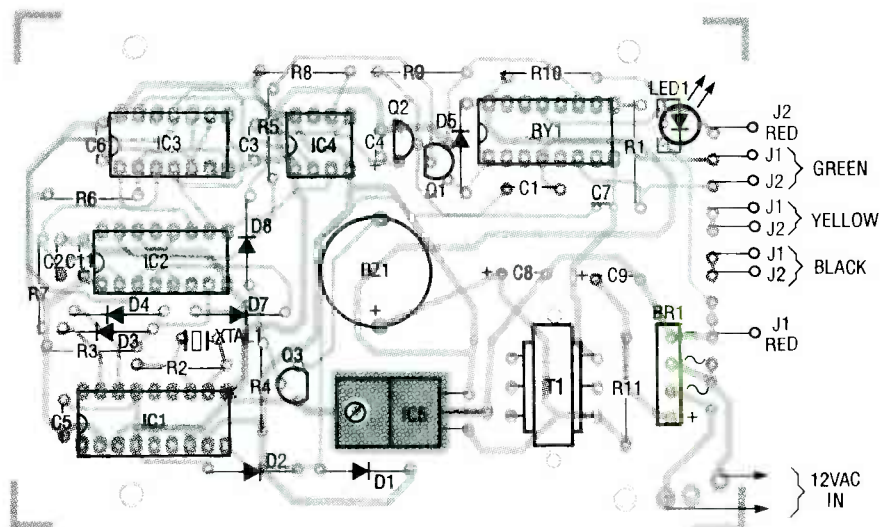 R8
R9
R10
LED1
J2
RED
C6
IC3
C3
R5
IC4
C4
Q2
D5
Q1
BY1
R1
J1
J2
GREEN
R6
C1
C7
J1
J2
YELLOW
C2
C11
IC2
D8
BZ1
+
+
C8
+
C9
J1
J2
BLACK
R7
D4
D7
BR1
J1
RED
D3
XTAL1
R3
R2
R4
Q3
IC5
T1
R11
~
~
+
C5
IC1
D2
D1
12VAC
IN